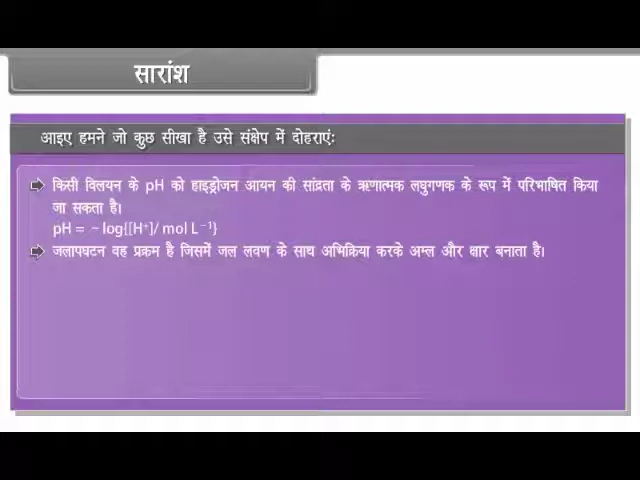 सारांश
आइए हमने जो कुछ सीखा है उसे संक्षेप में दोहराएं:
किसी विलयन के pH को हाइड्रोजन आयन की सांद्रता के ऋणात्मक लघुगणक के रूप में परिभाषित किया
जा सकता है।
pH = − log{[H⁺]/ mol L⁻¹}
जलापघटन वह प्रक्रम है जिसमें जल लवण के साथ अभिक्रिया करके अम्ल और क्षार बनाता है।